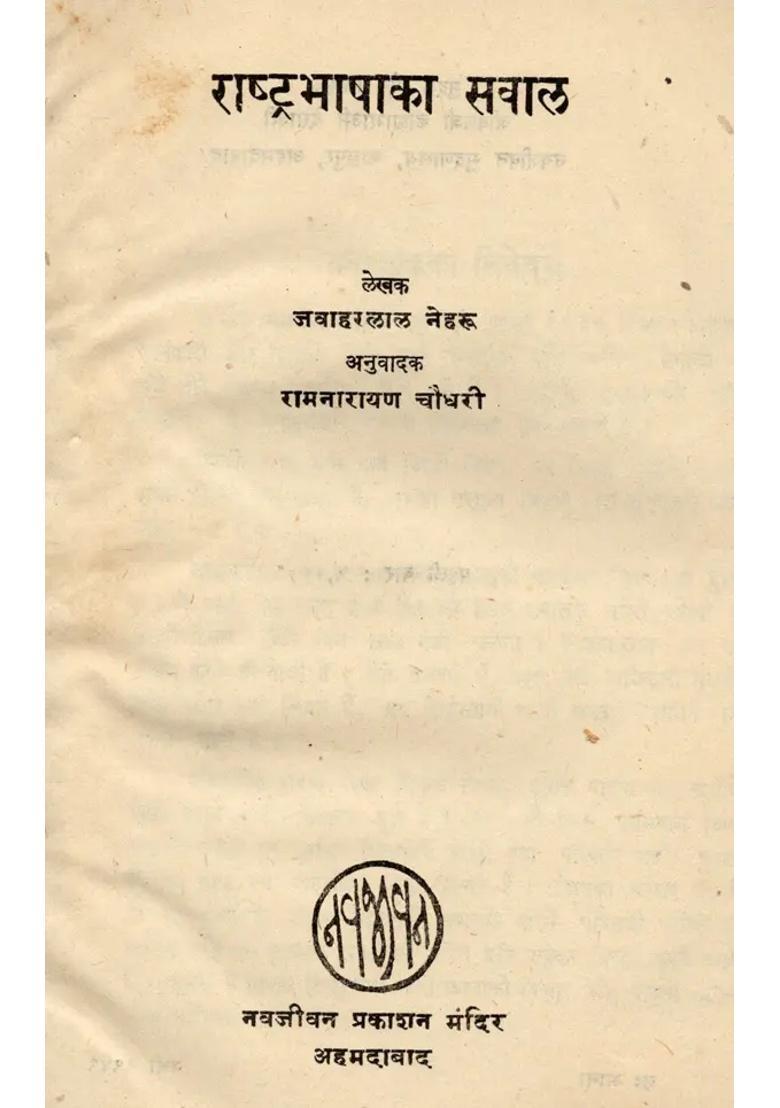 राष्ट्रभाषाका सवाल
लेखक
जवाहरलाल नेहरू
अनुवादक
रामनारायण चौधरी
नवजीवन
नवजीवन प्रकाशन मंदिर
अहमदाबाद